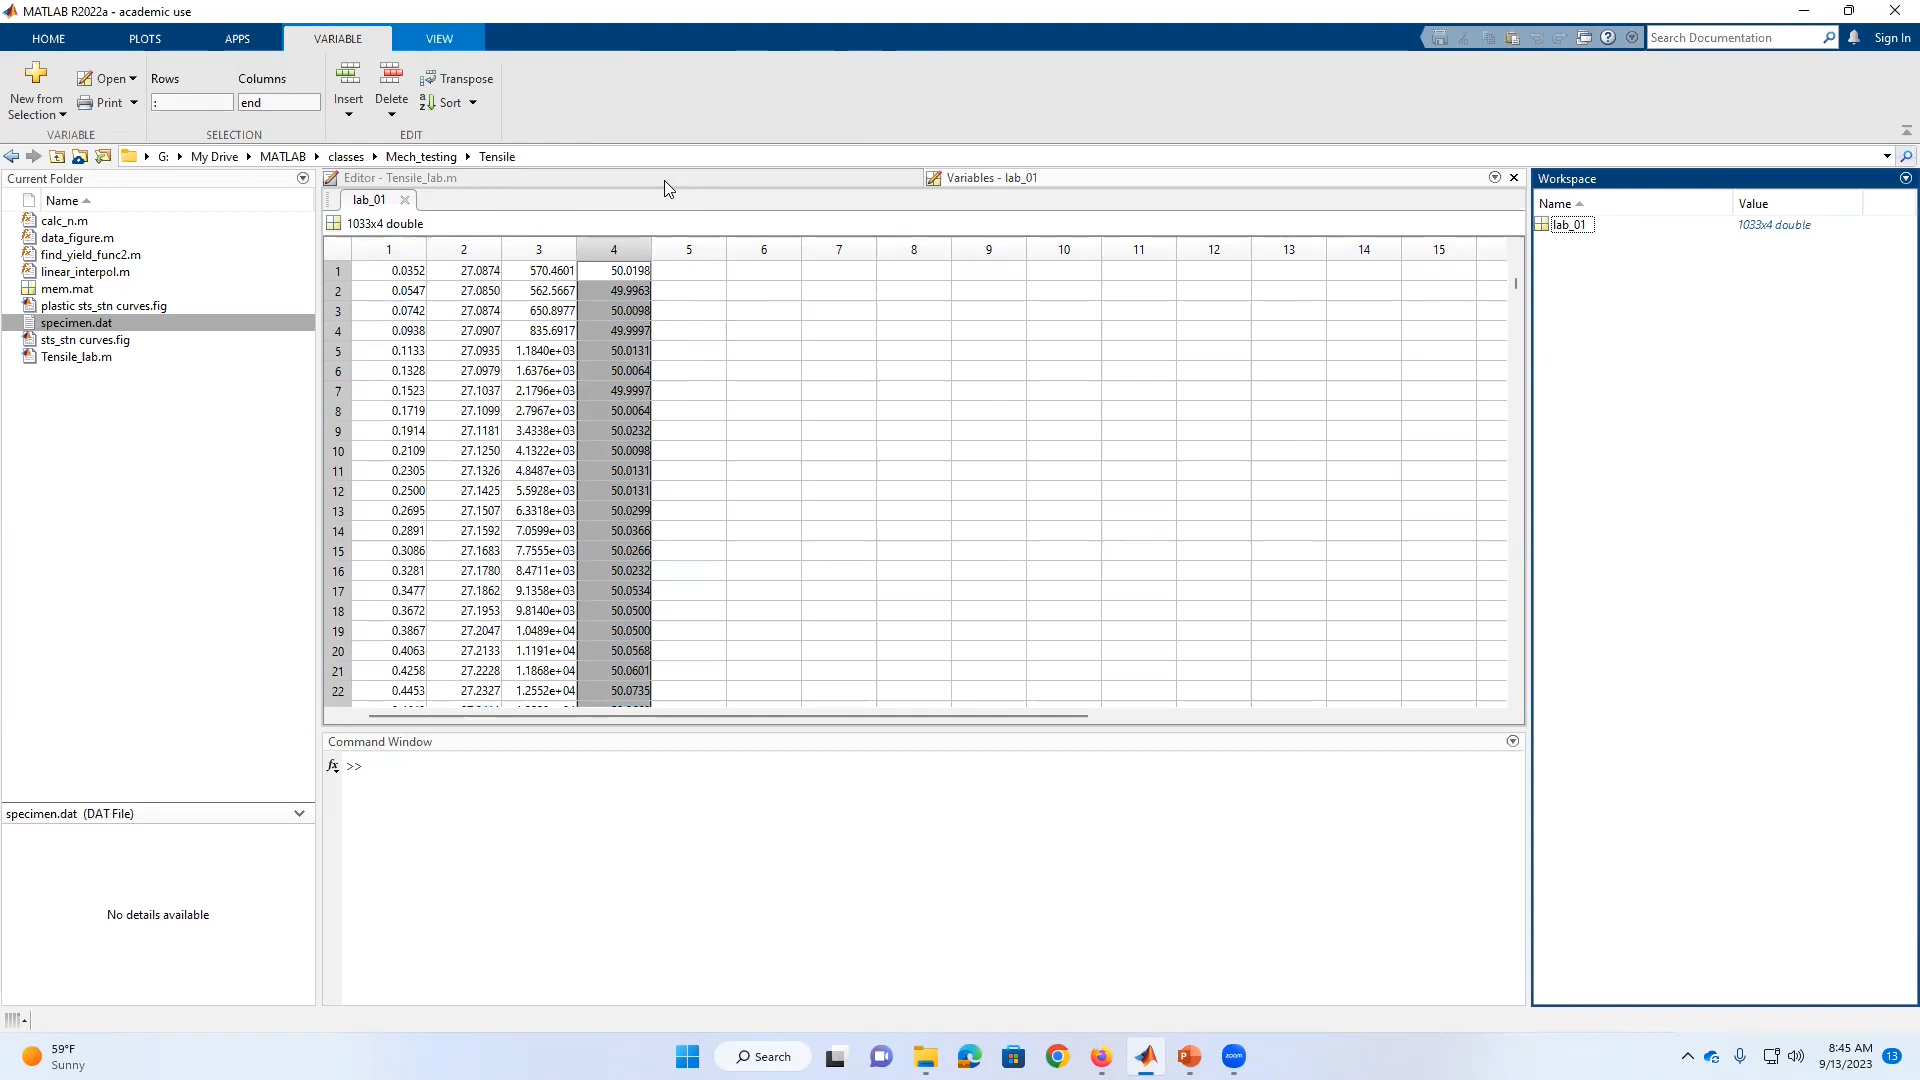 MATLAB R2022a - academic use
HOME PLOTS APPS VARIABLE VIEW Search Documentation Sign In
New from Selection Open Print Rows Columns : end Insert Delete Transpose Sort
VARIABLE SELECTION EDIT
G: My Drive MATLAB classes Mech_testing Tensile
Current Folder
Name
calc_n.m
data_figure.m
find_yield_func2.m
linear_interpol.m
mem.mat
plastic sts_stn curves.fig
specimen.dat
sts_stn curves.fig
Tensile_lab.m
specimen.dat (DAT File)
No details available
Editor - Tensile_lab.m Variables - lab_01
lab_01
1033x4 double
1 2 3 4 5 6 7 8 9 10 11 12 13 14 15
1 0.0352 27.0874 570.4601 50.0198
2 0.0547 27.0850 562.5667 49.9963
3 0.0742 27.0874 650.8977 50.0098
4 0.0938 27.0907 835.6917 49.9997
5 0.1133 27.0935 1.1840e+03 50.0131
6 0.1328 27.0979 1.6376e+03 50.0064
7 0.1523 27.1037 2.1796e+03 49.9997
8 0.1719 27.1099 2.7967e+03 50.0064
9 0.1914 27.1181 3.4338e+03 50.0232
10 0.2109 27.1250 4.1322e+03 50.0098
11 0.2305 27.1326 4.8487e+03 50.0131
12 0.2500 27.1425 5.5928e+03 50.0131
13 0.2695 27.1507 6.3318e+03 50.0299
14 0.2891 27.1592 7.0599e+03 50.0366
15 0.3086 27.1683 7.7555e+03 50.0266
16 0.3281 27.1780 8.4711e+03 50.0232
17 0.3477 27.1862 9.1358e+03 50.0534
18 0.3672 27.1953 9.8140e+03 50.0500
19 0.3867 27.2047 1.0489e+04 50.0500
20 0.4063 27.2133 1.1191e+04 50.0568
21 0.4258 27.2228 1.1868e+04 50.0601
22 0.4453 27.2327 1.2552e+04 50.0735
Command Window
fx >>
Workspace
Name Value
lab_01 1033x4 double
59°F
Sunny
Search
zoom
8:45 AM
9/13/2023 13